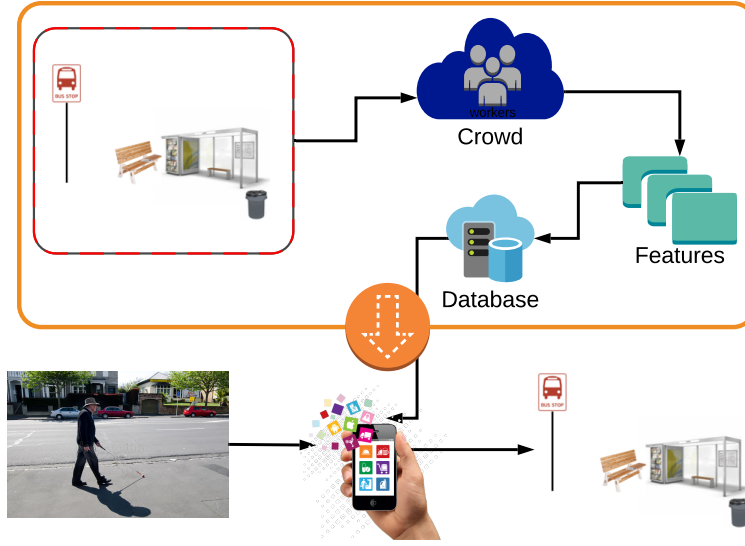 BUS STOP
workers
Crowd
Features
Database
BUS STOP